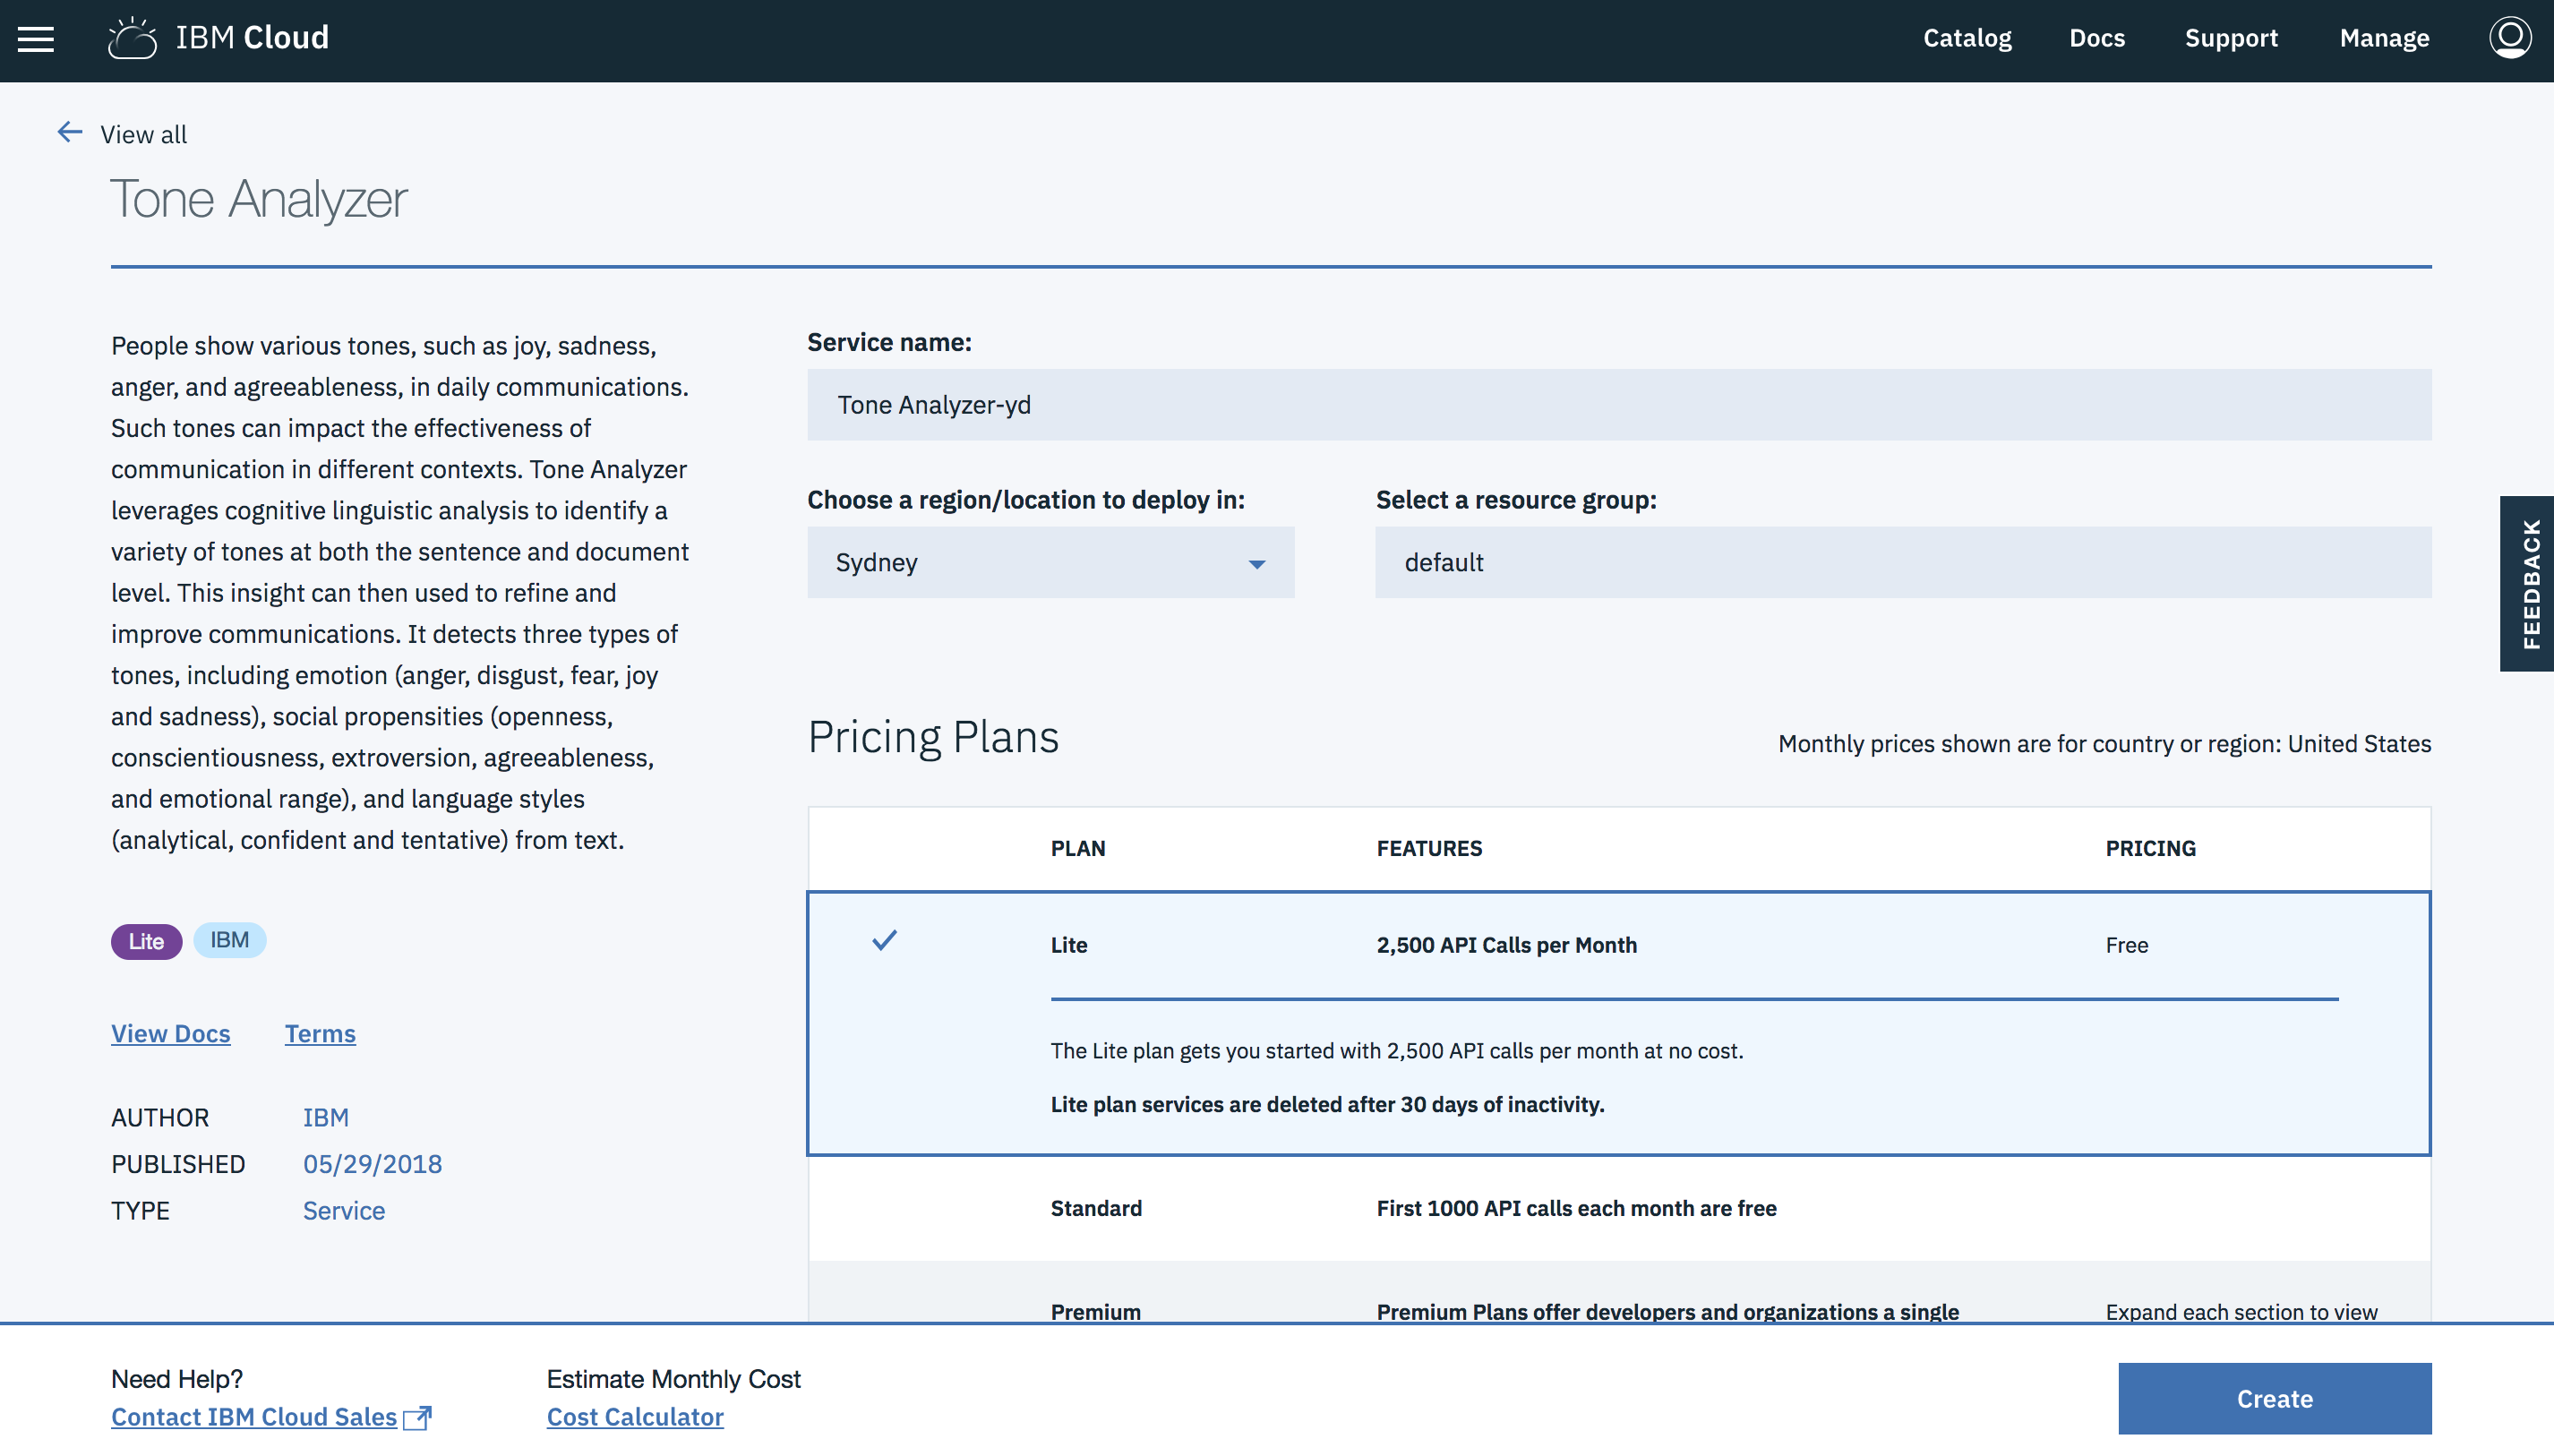 IBM Cloud
Catalog Docs Support Manage
View all
Tone Analyzer
People show various tones, such as joy, sadness,
anger, and agreeableness, in daily communications.
Such tones can impact the effectiveness of
communication in different contexts. Tone Analyzer
leverages cognitive linguistic analysis to identify a
variety of tones at both the sentence and document
level. This insight can then used to refine and
improve communications. It detects three types of
tones, including emotion (anger, disgust, fear, joy
and sadness), social propensities (openness,
conscientiousness, extroversion, agreeableness,
and emotional range), and language styles
(analytical, confident and tentative) from text.
Lite IBM
View Docs Terms
AUTHOR IBM
PUBLISHED 05/29/2018
TYPE Service
Service name:
Tone Analyzer-yd
Choose a region/location to deploy in:
Sydney
Select a resource group:
default
Pricing Plans
Monthly prices shown are for country or region: United States
PLAN FEATURES PRICING
Lite 2,500 API Calls per Month Free
The Lite plan gets you started with 2,500 API calls per month at no cost.
Lite plan services are deleted after 30 days of inactivity.
Standard First 1000 API calls each month are free
Premium Premium Plans offer developers and organizations a single Expand each section to view
FEEDBACK
Need Help?
Contact IBM Cloud Sales
Estimate Monthly Cost
Cost Calculator
Create